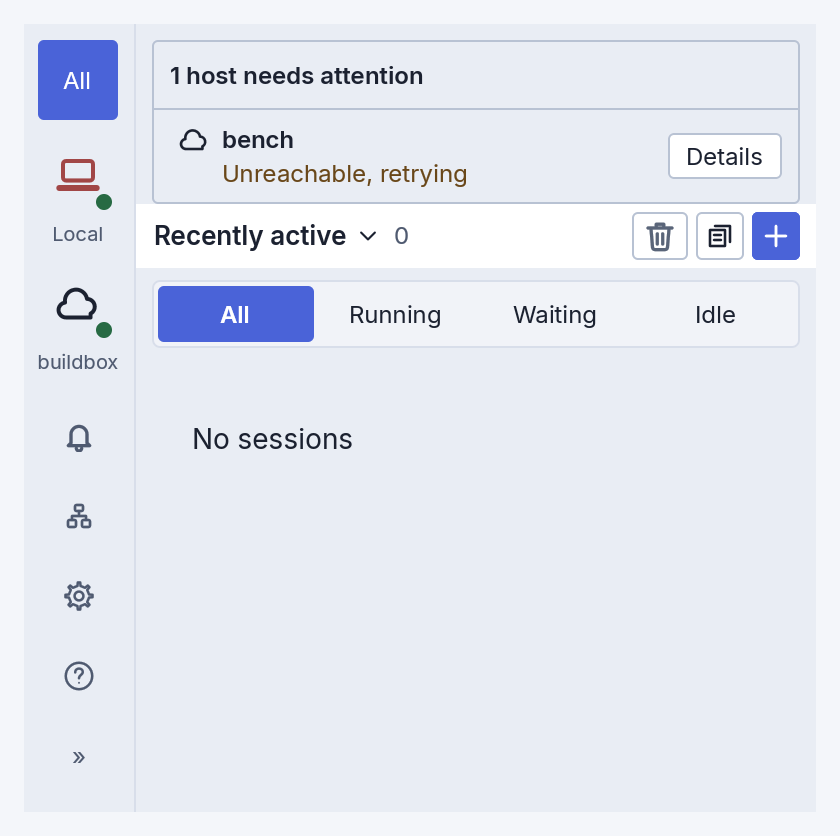 All
Local
buildbox
»
1 host needs attention
bench
Unreachable, retrying
Details
Recently active 0
All Running Waiting Idle
No sessions